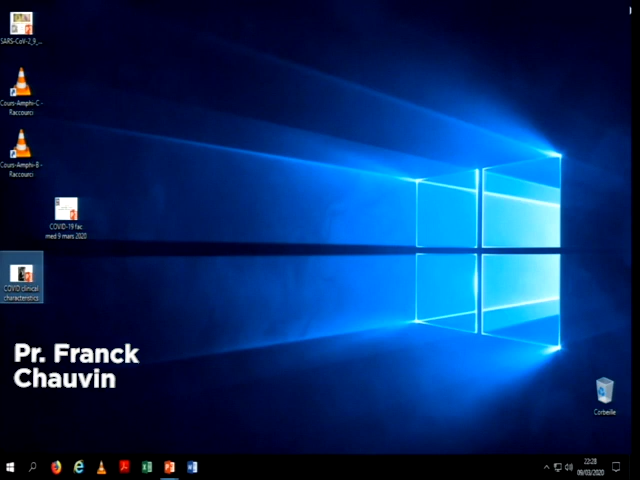 SARS-CoV-2_9_...
Cours-Amphi-C -
Raccourci
Cours-Amphi-B -
Raccourci
COVID-19 fac
med 9 mars 2020
COVID clinical
characteristics
Pr. Franck
Chauvin
Corbeille
22:28
09/03/2020